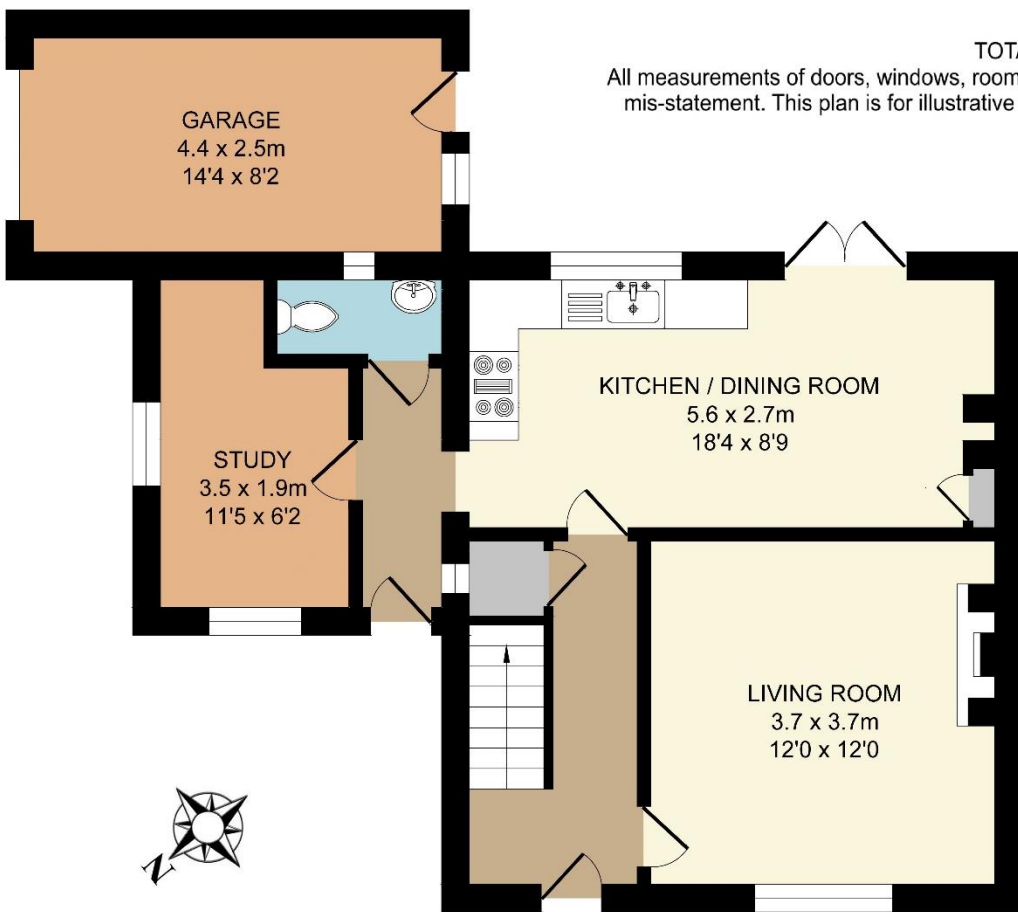 TOTA
All measurements of doors, windows, room
mis-statement. This plan is for illustrative
GARAGE
4.4 x 2.5m
14'4 x 8'2
KITCHEN / DINING ROOM
5.6 x 2.7m
18'4 x 8'9
STUDY
3.5 x 1.9m
11'5 x 6'2
LIVING ROOM
3.7 x 3.7m
12'0 x 12'0
N